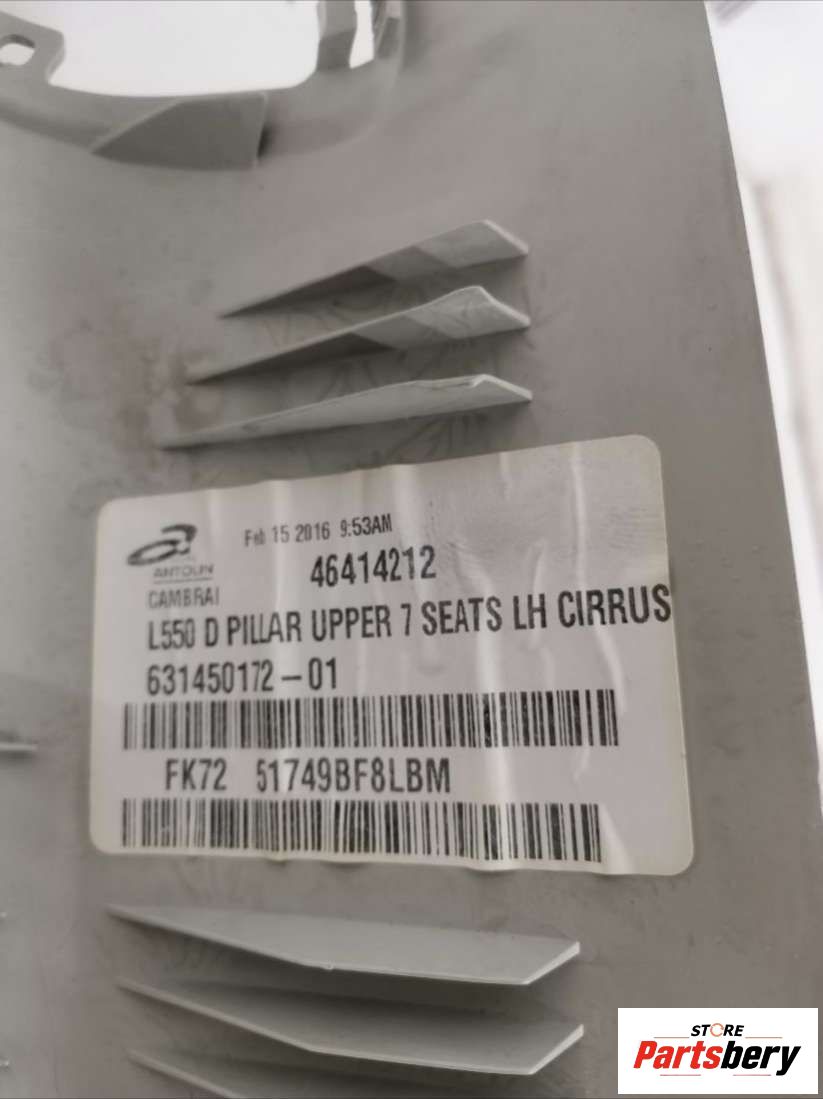 Feb 15 2016 9:53AM
ANTOLIN
46414212
CAMBRAI
L550 D PILLAR UPPER 7 SEATS LH CIRRUS
631450172-01
FK72 51749BF8LBM
STORE
Partsbery